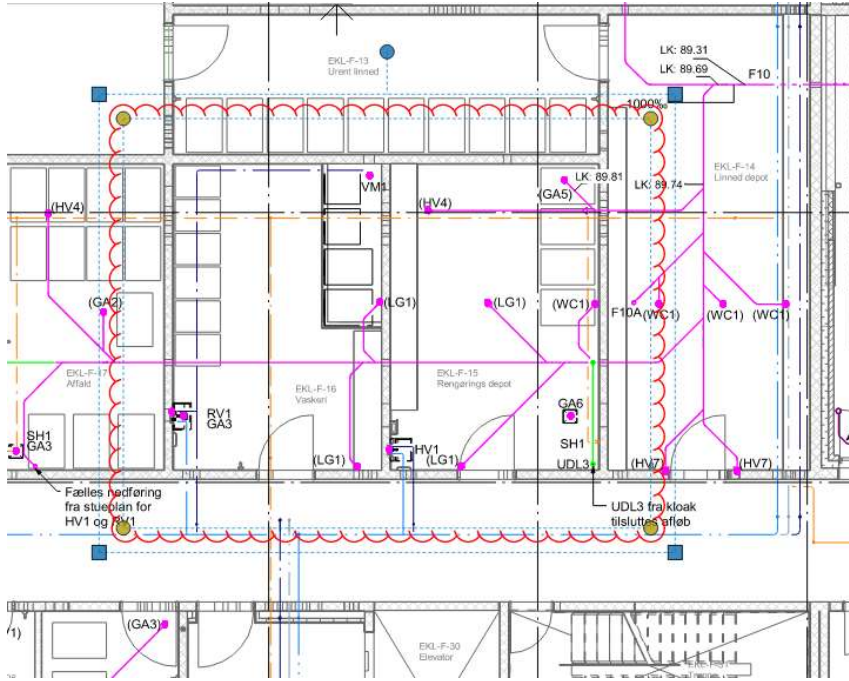 LK: 89.31
EKL-F-13
Urent linned
LK: 89.69
F10
1000‰
EKL-F-14
Linned depot
VM1
(GA5)
LK: 89.81
LK: 89.74
(HV4)
(HV4)
(GA2)
(LG1)
(LG1)
(WC1)
F10A
(WC1)
(WC1)
(WC1)
EKL-F-17
Affald
EKL-F-16
Vaskeri
EKL-F-15
Rengørings depot
RV1
GA3
GA6
SH1
GA3
HV1
SH1
(LG1)
(LG1)
UDL3
(HV7)
(HV7)
Fælles nedføring
fra stueplan for
HV1 og RV1
UDL3 fra kloak
tilsluttes afløb
(GA3)
EKL-F-30
Elevator